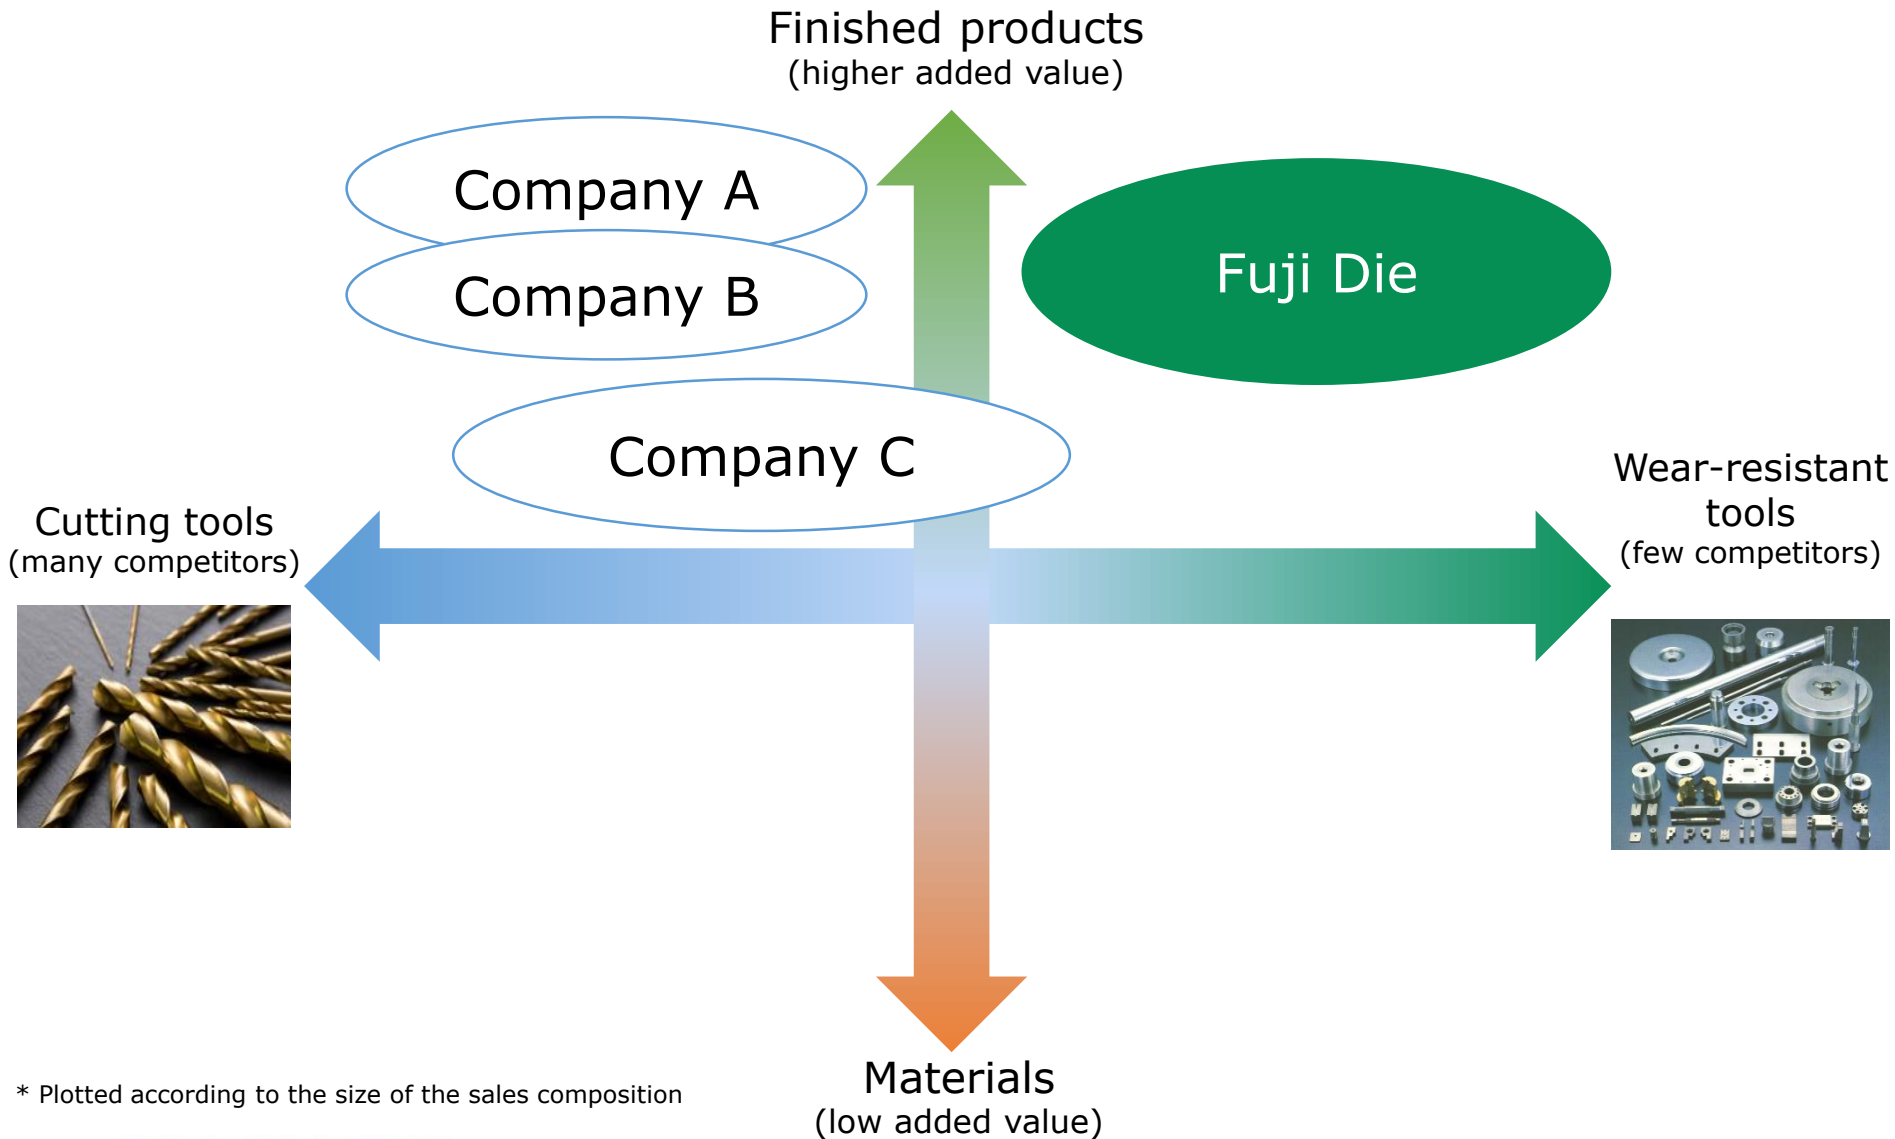 Finished products
(higher added value)
Company A
Company B
Fuji Die
Company C
Cutting tools
(many competitors)
Wear-resistant
tools
(few competitors)
* Plotted according to the size of the sales composition
Materials
(low added value)